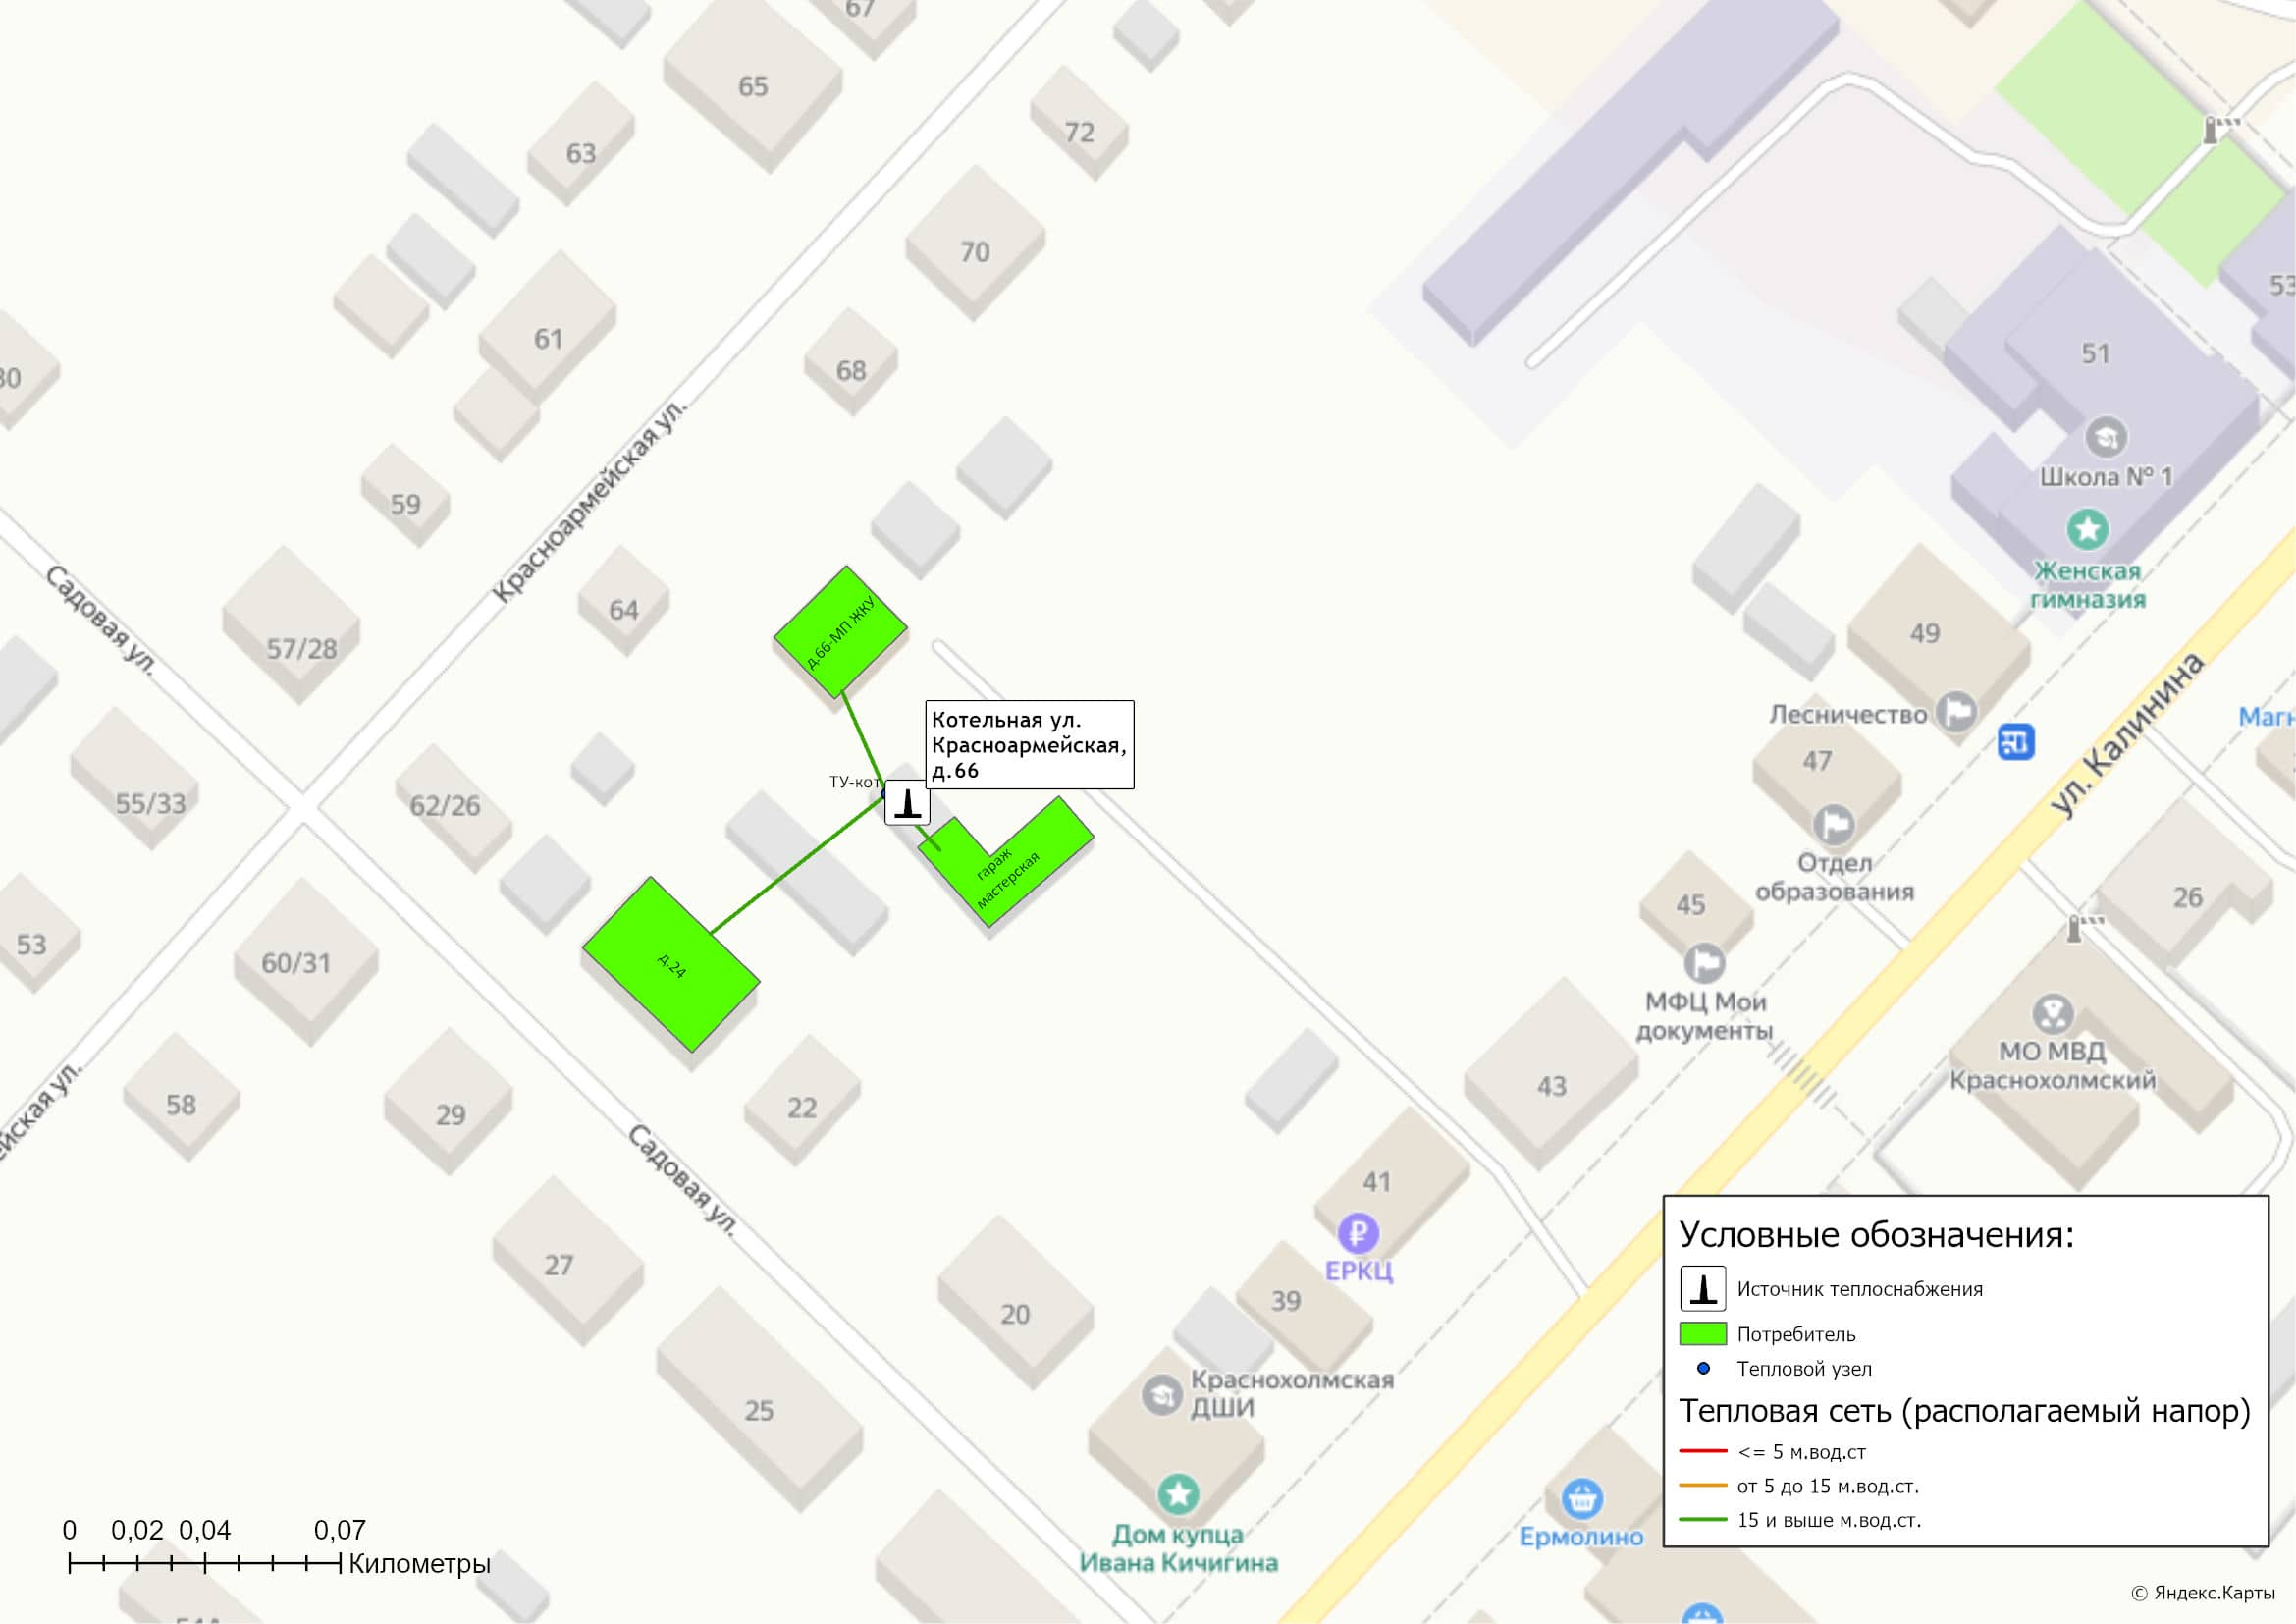 67
65
72
63
70
61
68
30
53
51
Школа № 1
Женская
гимназия
59
Красноармейская ул.
64
57/28
Садовая ул.
д.66-МП ЖКУ
49
Лесничество
47
ул. Калинина
Котельная ул.
Красноармейская,
д.66
ТУ-кот
55/33
62/26
гараж
мастерская
Отдел
образования
45
26
53
60/31
д.24
МФЦ Мои
документы
43
МО МВД
Краснохолмский
58
29
22
Садовая ул.
41
ЕРКЦ
27
39
20
25
Краснохолмская
ДШИ
Дом купца
Ивана Кичигина
Ермолино
Условные обозначения:
Источник теплоснабжения
Потребитель
Тепловой узел
Тепловая сеть (располагаемый напор)
<= 5 м.вод.ст
от 5 до 15 м.вод.ст.
15 и выше м.вод.ст.
0 0,02 0,04 0,07
Километры
© Яндекс.Карты